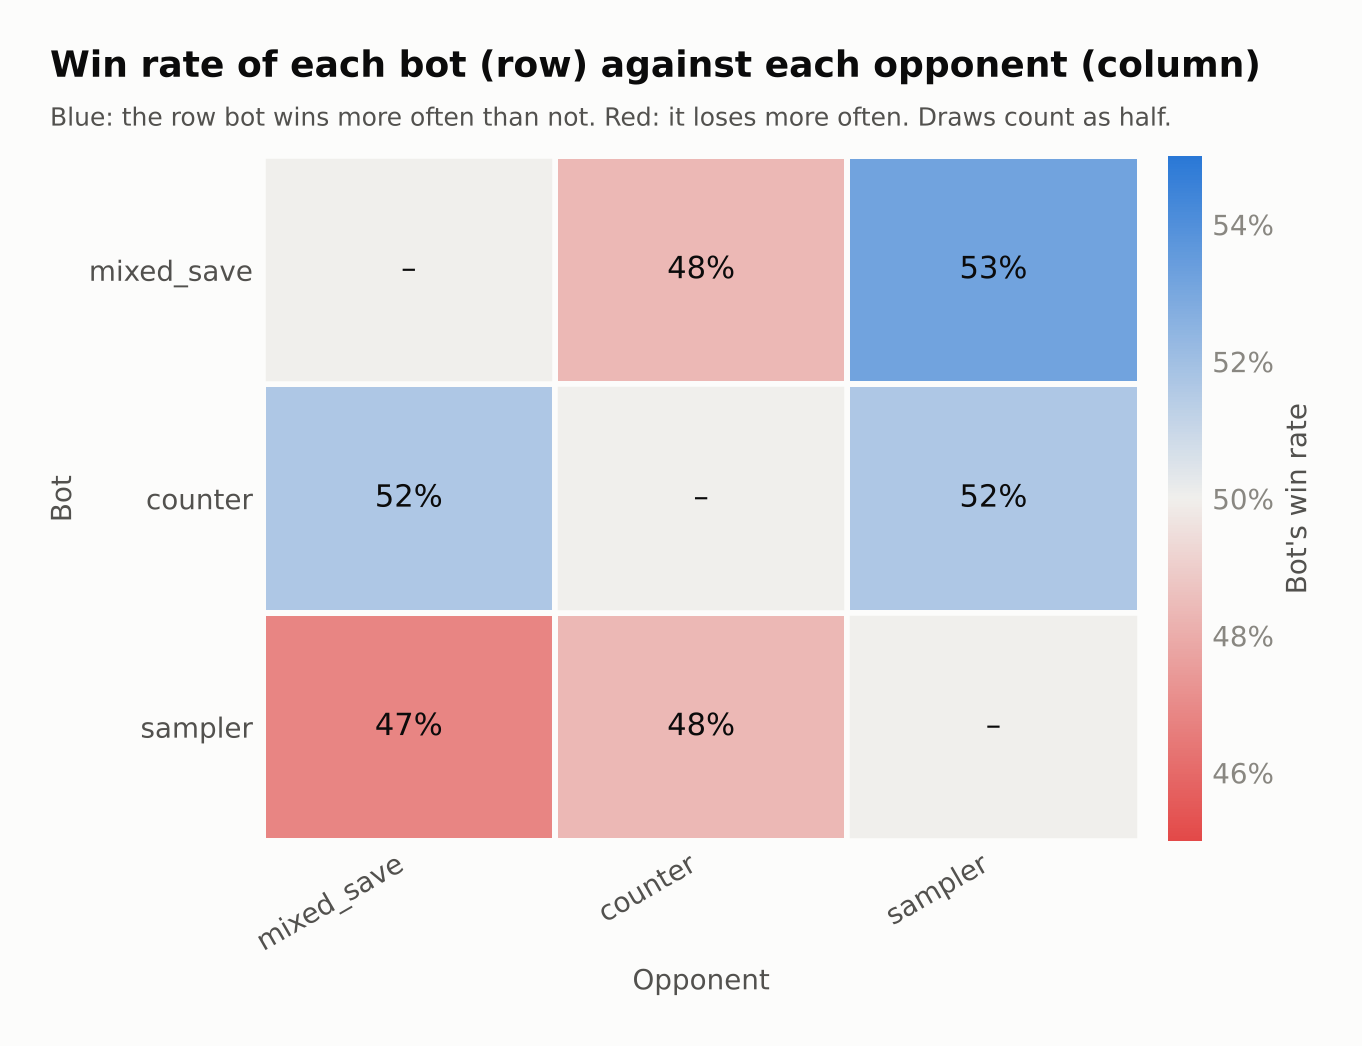 Win rate of each bot (row) against each opponent (column)
Blue: the row bot wins more often than not. Red: it loses more often. Draws count as half.
mixed_save
–
48%
53%
54%
52%
50%
48%
46%
Bot's win rate
Bot
counter
52%
–
52%
sampler
47%
48%
–
mixed_save
counter
sampler
Opponent